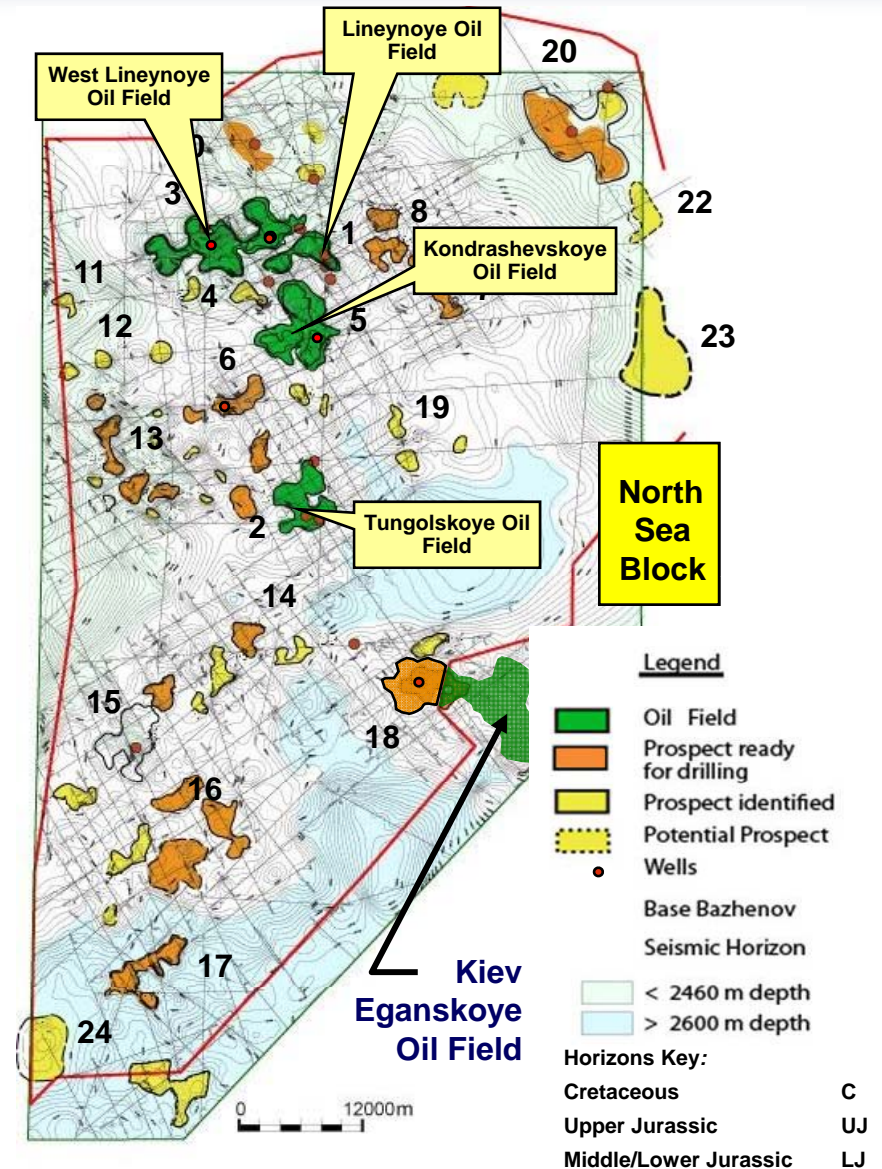 Lineynoye Oil
Field
20
West Lineynoye
Oil Field
0
3
22
8
1
Kondrashevskoye
Oil Field
11
4
5
23
12
6
19
13
North
Sea
Block
2
Tungolskoye Oil
Field
14
15
18
16
17
24
Kiev
Eganskoye
Oil Field
0 12000m
Legend
Oil Field
Prospect ready
for drilling
Prospect identified
Potential Prospect
Wells
Base Bazhenov
Seismic Horizon
< 2460 m depth
> 2600 m depth
Horizons Key:
Cretaceous C
Upper Jurassic UJ
Middle/Lower Jurassic LJ